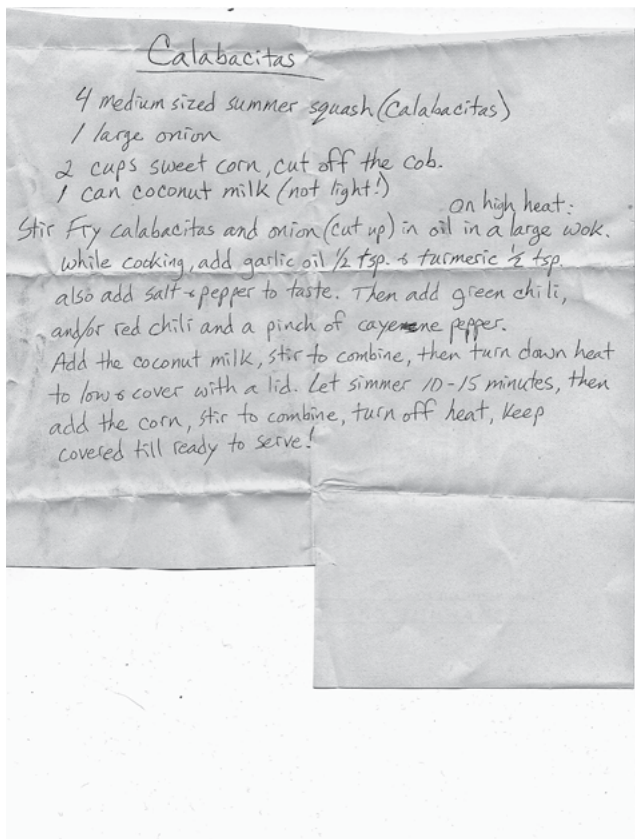 Calabacitas
4 medium sized summer squash (Calabacitas)
1 large onion
2 cups sweet corn, cut off the cob.
1 can coconut milk (not light!)
On high heat:
Stir Fry calabacitas and onion (cut up) in oil in a large wok.
while cooking, add garlic oil 1/2 tsp. & turmeric 1/2 tsp.
also add salt & pepper to taste. Then add green chili,
and/or red chili and a pinch of cayenne pepper.
Add the coconut milk, stir to combine, then turn down heat
to low & cover with a lid. Let simmer 10-15 minutes, then
add the corn, stir to combine, turn off heat, keep
covered till ready to serve!